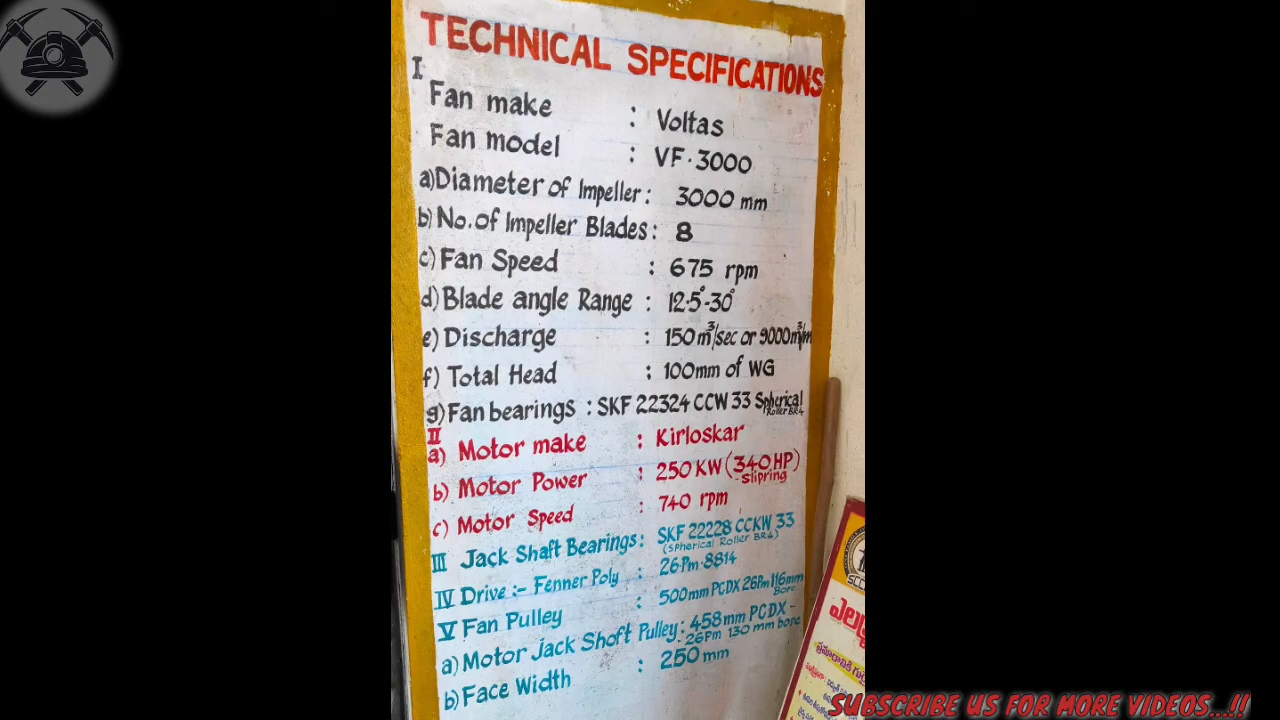 TECHNICAL SPECIFICATIONS
I
Fan make : Voltas
Fan model : VF·3000
a) Diameter of Impeller : 3000 mm
b) No. of Impeller Blades : 8
c) Fan Speed : 675 rpm
d) Blade angle Range : 12·5°-30°
e) Discharge : 150 m³/sec or 9000m³/m
f) Total Head : 100mm of WG
g) Fan bearings : SKF 22324 CCW 33 Spherical Roller BR4
II
a) Motor make : Kirloskar
b) Motor Power : 250 KW (340 HP) - Slipring
c) Motor Speed : 740 rpm
III Jack Shaft Bearings : SKF 22228 CCKW 33
(Spherical Roller BR4)
IV Drive :- Fenner Poly : 26·Pm·8814
V Fan Pulley : 500mm PCDX 26Pm 116mm Bore
a) Motor Jack Shoft Pulley : 458mm PCDX - 26Pm 130 mm bore
b) Face Width : 250 mm
SCC
SUBSCRIBE US FOR MORE VIDEOS...!!